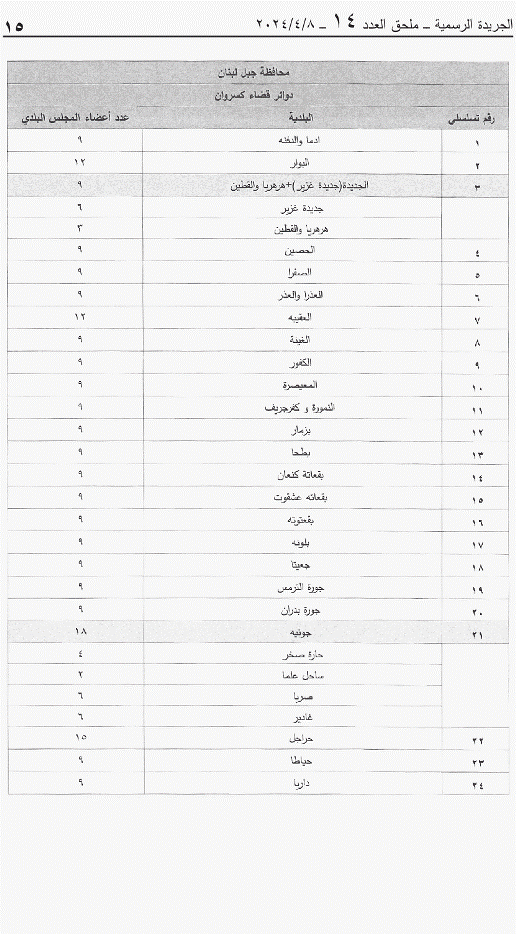 الجريدة الرسمية ـ ملحق العدد ١٤ ـ ٢٠٢٤/٤/٨ ١٥
محافظة جبل لبنان
دوائر قضاء كسروان
رقم تسلسلي البلدية عدد أعضاء المجلس البلدي
١ ادما والدفنه ٩
٢ البوار ١٢
٣ الجديدة(جديدة غزير)+هرهريا والقطين ٩
جديدة غزير ٦
هرهريا والقطين ٣
٤ الحصين ٩
٥ الصفرا ٩
٦ العذرا والعذر ٩
٧ العقيبه ١٢
٨ الغينة ٩
٩ الكفور ٩
١٠ المعيصرة ٩
١١ النمورة و كفرجريف ٩
١٢ بزمار ٩
١٣ بطحا ٩
١٤ بقعاتة كنعان ٩
١٥ بقعاته عشقوت ٩
١٦ بقعتوته ٩
١٧ بلونه ٩
١٨ جعيتا ٩
١٩ جورة الترمس ٩
٢٠ جورة بدران ٩
٢١ جونيه ١٨
حارة صخر ٤
ساحل علما ٢
صربا ٦
غادير ٦
٢٢ حراجل ١٥
٢٣ حياطا ٩
٢٤ داريا ٩